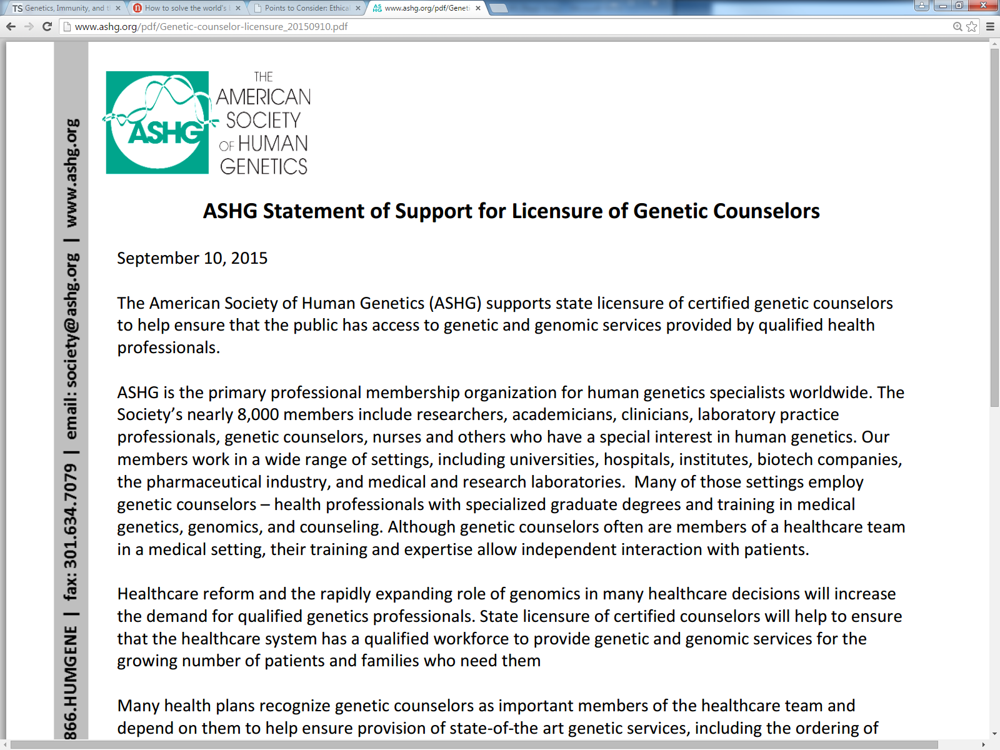 TS Genetics, Immunity, and t
How to solve the world's
Points to Consider: Ethical
www.ashg.org/pdf/Geneti
www.ashg.org/pdf/Genetic-counselor-licensure_20150910.pdf
866.HUMGENE | fax: 301.634.7079 | email: society@ashg.org | www.ashg.org
ASHG
THE
AMERICAN
SOCIETY
OF HUMAN
GENETICS
ASHG Statement of Support for Licensure of Genetic Counselors
September 10, 2015
The American Society of Human Genetics (ASHG) supports state licensure of certified genetic counselors
to help ensure that the public has access to genetic and genomic services provided by qualified health
professionals.
ASHG is the primary professional membership organization for human genetics specialists worldwide. The
Society’s nearly 8,000 members include researchers, academicians, clinicians, laboratory practice
professionals, genetic counselors, nurses and others who have a special interest in human genetics. Our
members work in a wide range of settings, including universities, hospitals, institutes, biotech companies,
the pharmaceutical industry, and medical and research laboratories.  Many of those settings employ
genetic counselors – health professionals with specialized graduate degrees and training in medical
genetics, genomics, and counseling. Although genetic counselors often are members of a healthcare team
in a medical setting, their training and expertise allow independent interaction with patients.
Healthcare reform and the rapidly expanding role of genomics in many healthcare decisions will increase
the demand for qualified genetics professionals. State licensure of certified counselors will help to ensure
that the healthcare system has a qualified workforce to provide genetic and genomic services for the
growing number of patients and families who need them
Many health plans recognize genetic counselors as important members of the healthcare team and
depend on them to help ensure provision of state-of-the art genetic services, including the ordering of